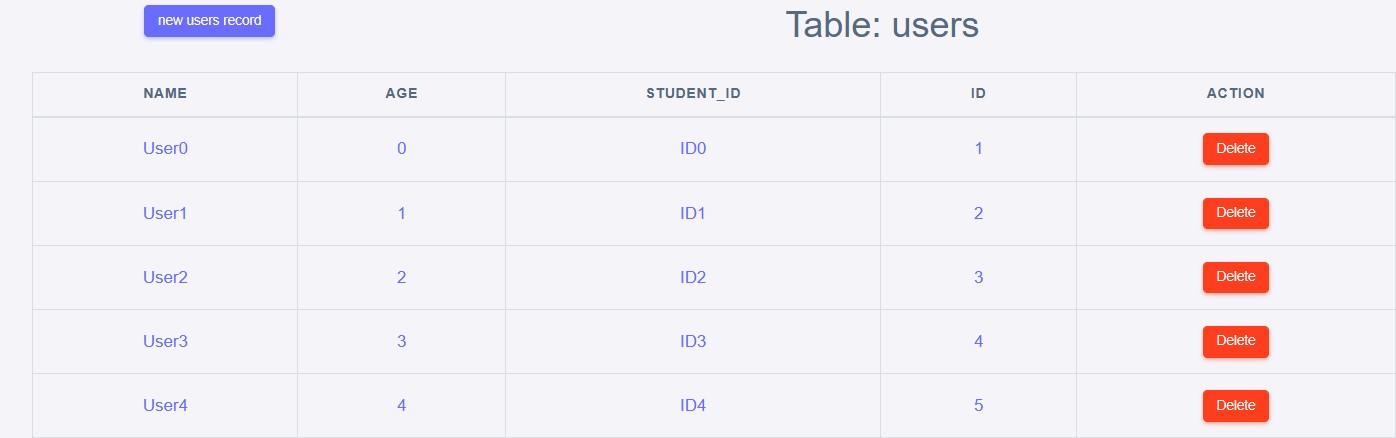 new users record
Table: users
NAME AGE STUDENT_ID ID ACTION
User0 0 ID0 1 Delete
User1 1 ID1 2 Delete
User2 2 ID2 3 Delete
User3 3 ID3 4 Delete
User4 4 ID4 5 Delete